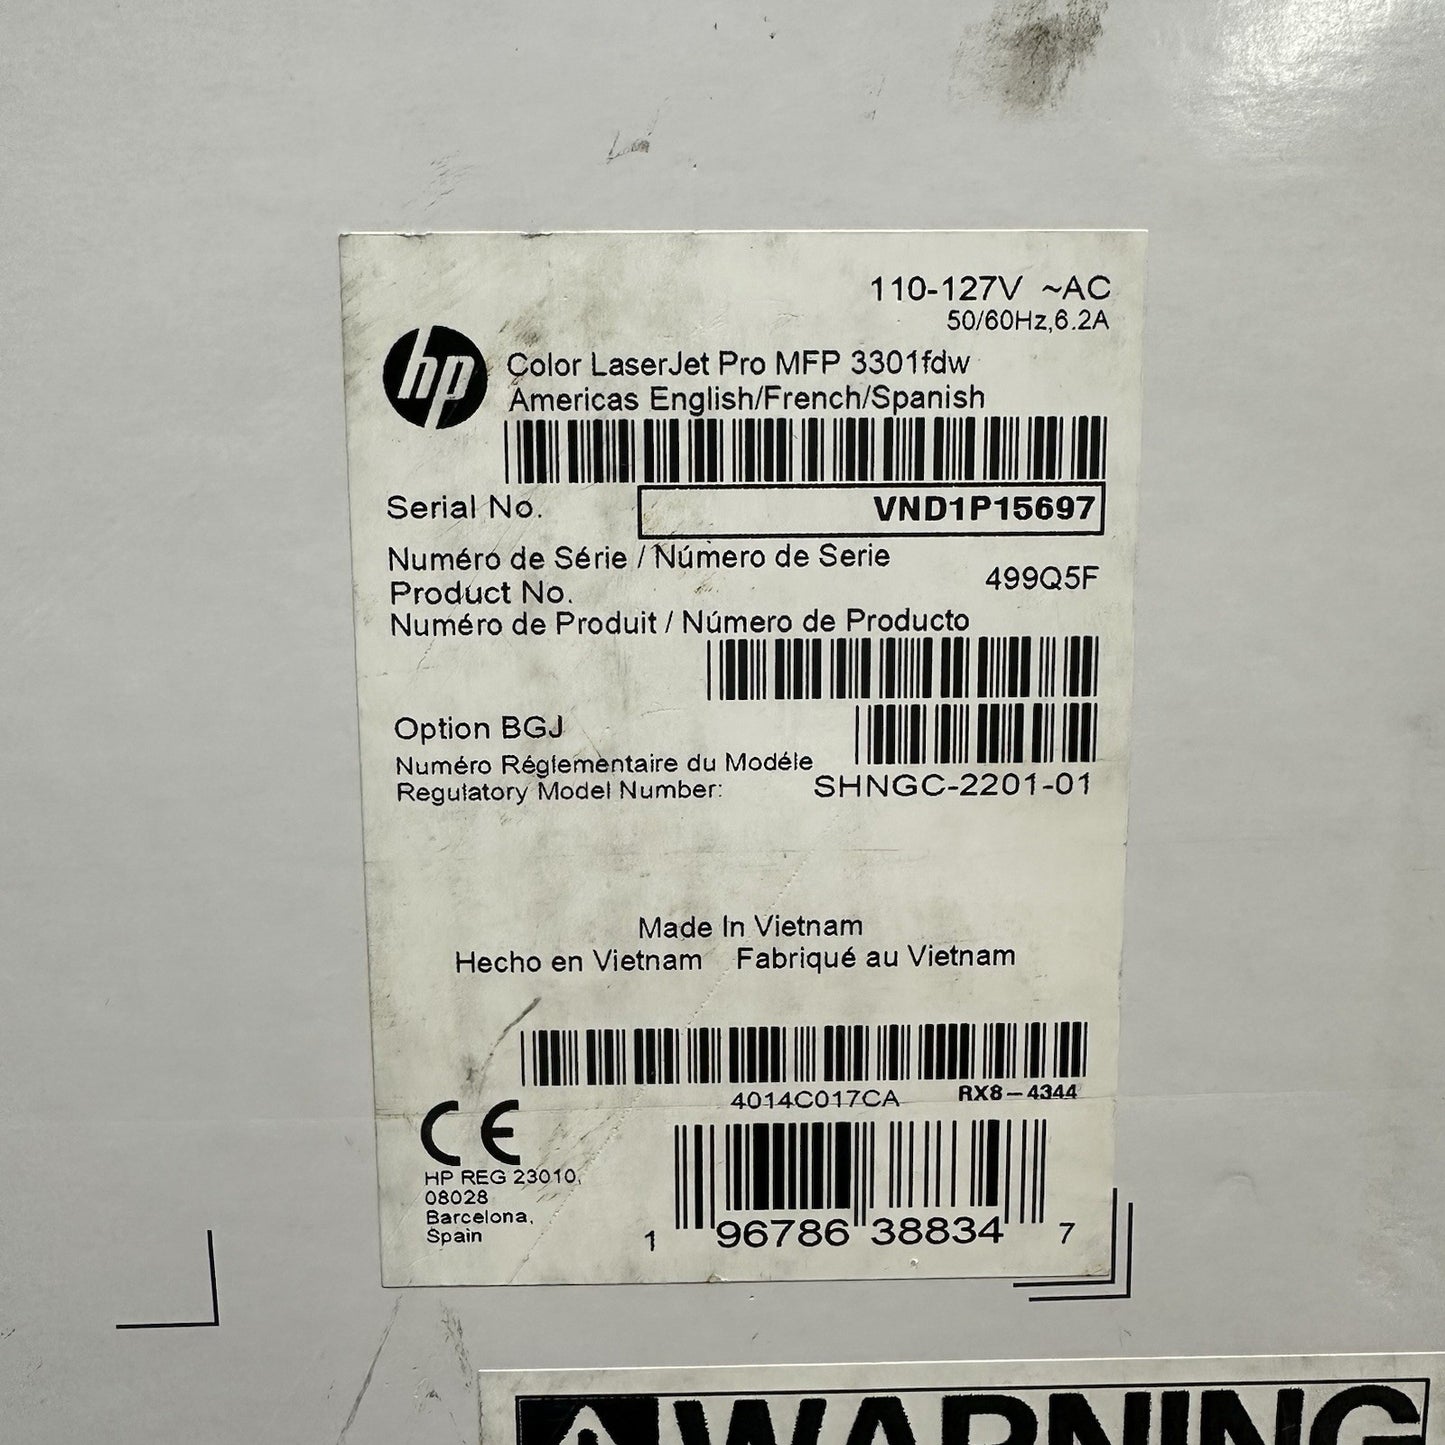 110-127V ~AC
50/60Hz,6.2A
hp
Color LaserJet Pro MFP 3301fdw
Americas English/French/Spanish
Serial No. VND1P15697
Numéro de Série / Número de Serie
Product No. 499Q5F
Numéro de Produit / Número de Producto
Option BGJ
Numéro Réglementaire du Modéle
Regulatory Model Number: SHNGC-2201-01
Made In Vietnam
Hecho en Vietnam Fabriqué au Vietnam
4014C017CA RX8-4344
CE
HP REG 23010,
08028
Barcelona,
Spain
1 96786 38834 7
WARNING